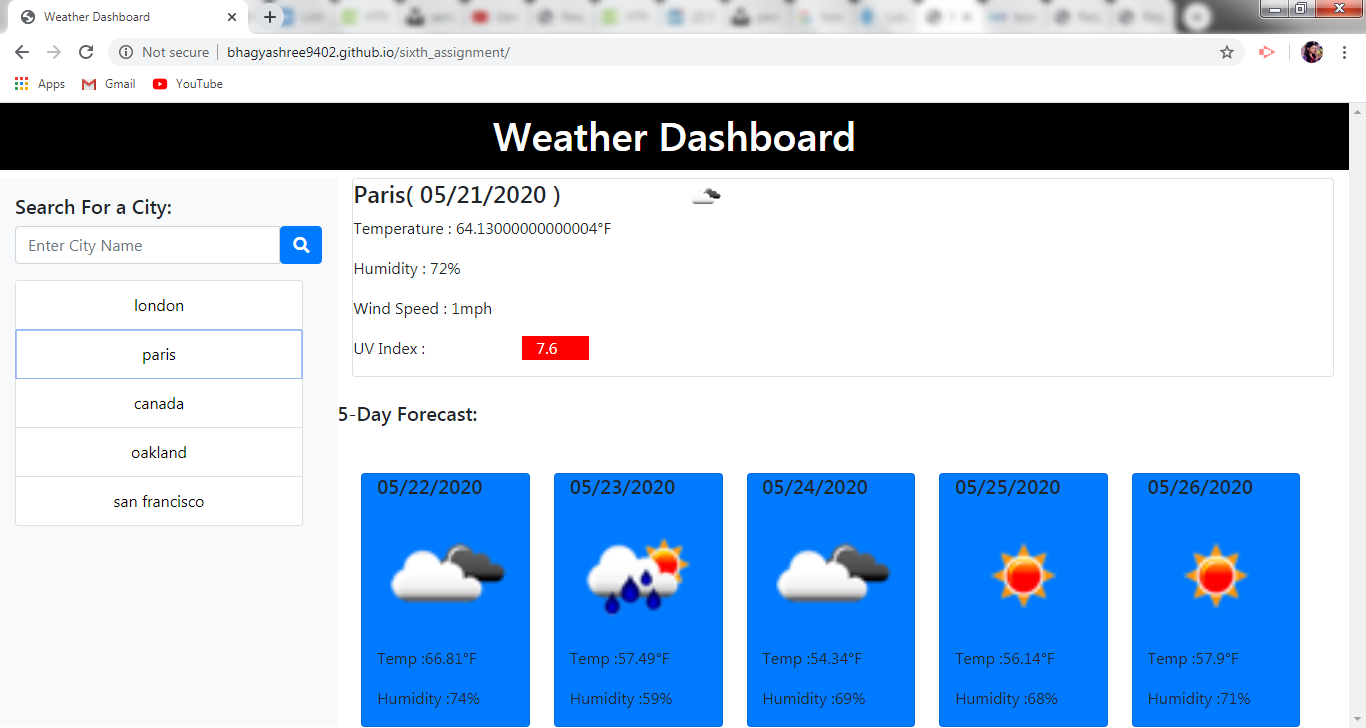 Weather Dashboard
Not secure | bhagyashree9402.github.io/sixth_assignment/
Apps Gmail YouTube
Weather Dashboard
Search For a City:
Enter City Name
london
paris
canada
oakland
san francisco
Paris( 05/21/2020 )
Temperature : 64.13000000000004°F
Humidity : 72%
Wind Speed : 1mph
UV Index : 7.6
5-Day Forecast:
05/22/2020 05/23/2020 05/24/2020 05/25/2020 05/26/2020
Temp :66.81°F Temp :57.49°F Temp :54.34°F Temp :56.14°F Temp :57.9°F
Humidity :74% Humidity :59% Humidity :69% Humidity :68% Humidity :71%